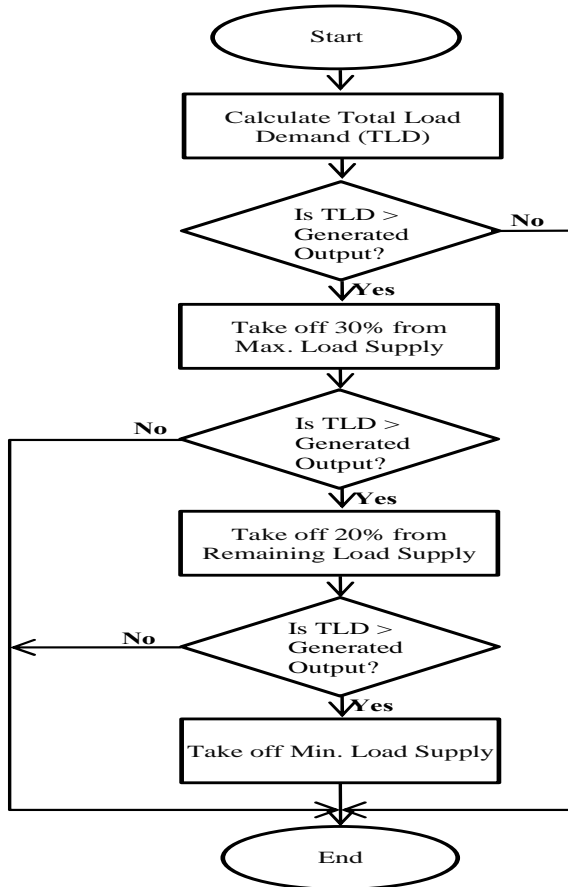 Start
Calculate Total Load
Demand (TLD)
Is TLD >
Generated
Output?
No
Yes
Take off 30% from
Max. Load Supply
No
Is TLD >
Generated
Output?
Yes
Take off 20% from
Remaining Load Supply
No
Is TLD >
Generated
Output?
Yes
Take off Min. Load Supply
End